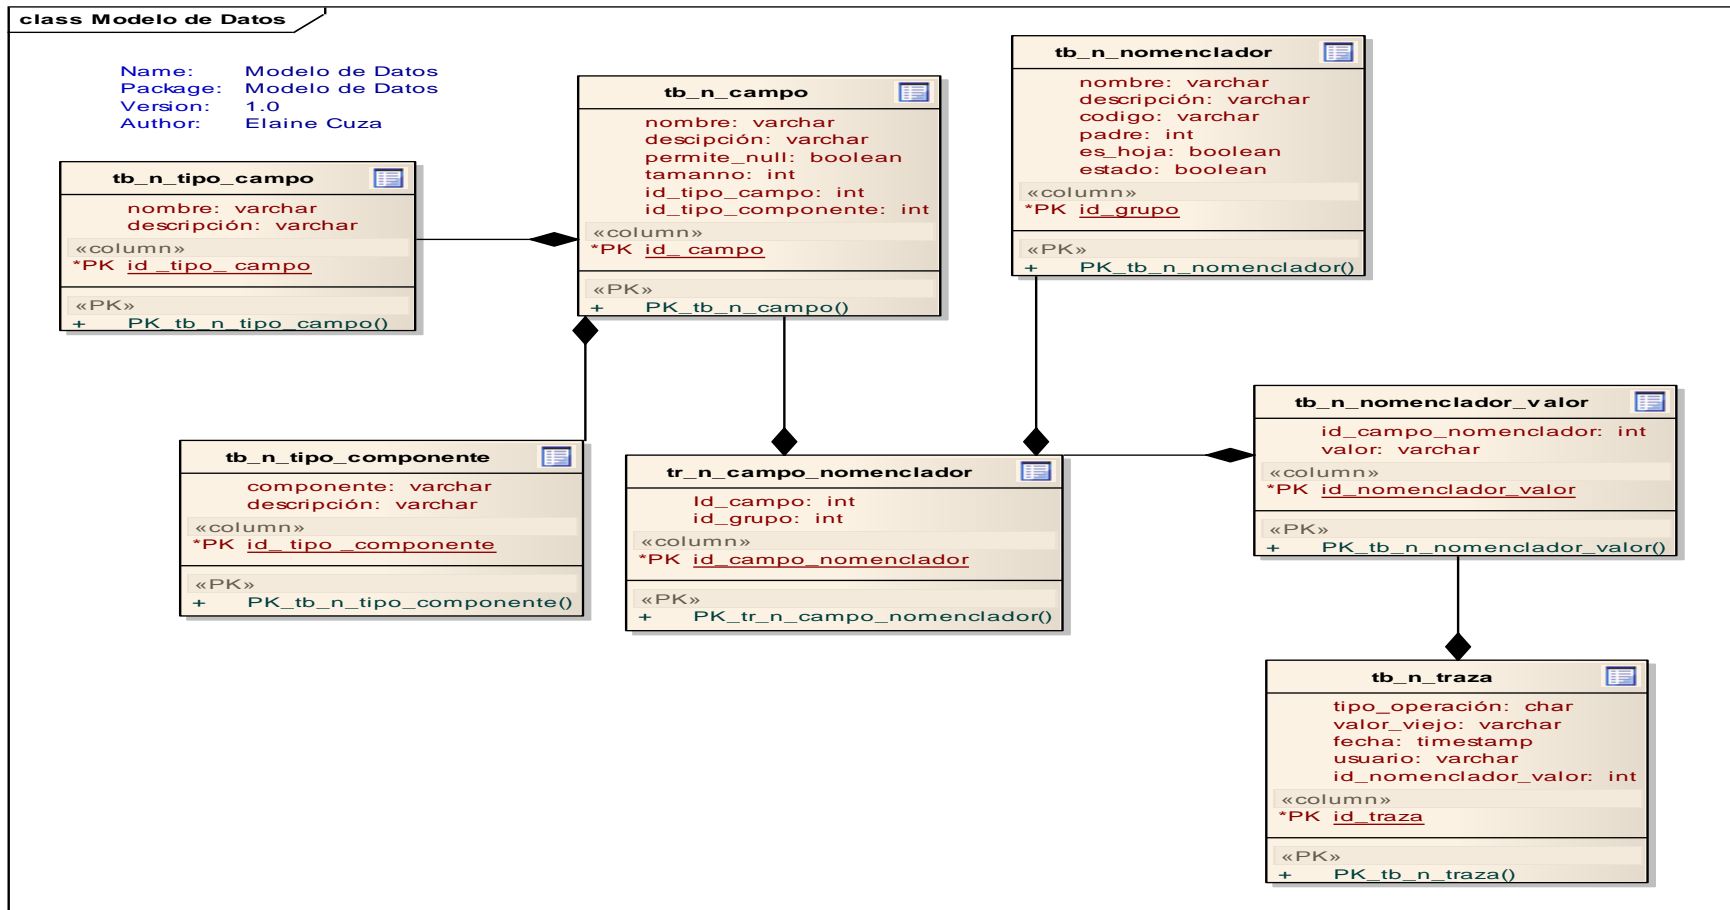 class Modelo de Datos
Name: Modelo de Datos
Package: Modelo de Datos
Version: 1.0
Author: Elaine Cuza
tb_n_tipo_campo
nombre: varchar
descripción: varchar
«column»
*PK id _tipo_ campo
«PK»
+ PK_tb_n_tipo_campo()
tb_n_campo
nombre: varchar
descipción: varchar
permite_null: boolean
tamanno: int
id_tipo_campo: int
id_tipo_componente: int
«column»
*PK id_ campo
«PK»
+ PK_tb_n_campo()
tb_n_nomenclador
nombre: varchar
descripción: varchar
codigo: varchar
padre: int
es_hoja: boolean
estado: boolean
«column»
*PK id_grupo
«PK»
+ PK_tb_n_nomenclador()
tb_n_tipo_componente
componente: varchar
descripción: varchar
«column»
*PK id_ tipo _componente
«PK»
+ PK_tb_n_tipo_componente()
tr_n_campo_nomenclador
Id_campo: int
id_grupo: int
«column»
*PK id_campo_nomenclador
«PK»
+ PK_tr_n_campo_nomenclador()
tb_n_nomenclador_valor
id_campo_nomenclador: int
valor: varchar
«column»
*PK id_nomenclador_valor
«PK»
+ PK_tb_n_nomenclador_valor()
tb_n_traza
tipo_operación: char
valor_viejo: varchar
fecha: timestamp
usuario: varchar
id_nomenclador_valor: int
«column»
*PK id_traza
«PK»
+ PK_tb_n_traza()